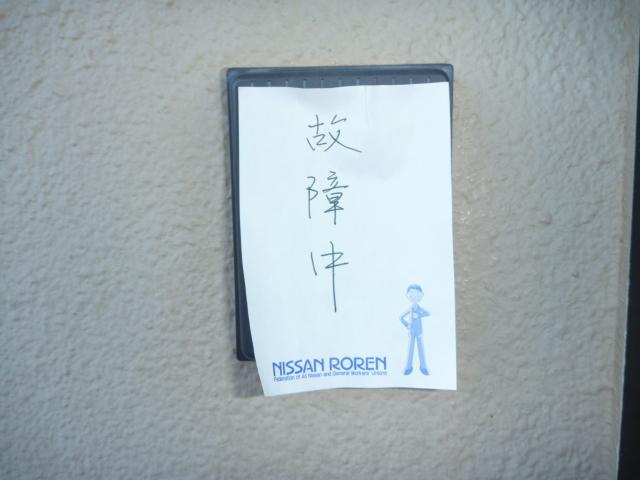 故障中
NISSAN ROREN
Federation of All Nissan and General Workers' Unions